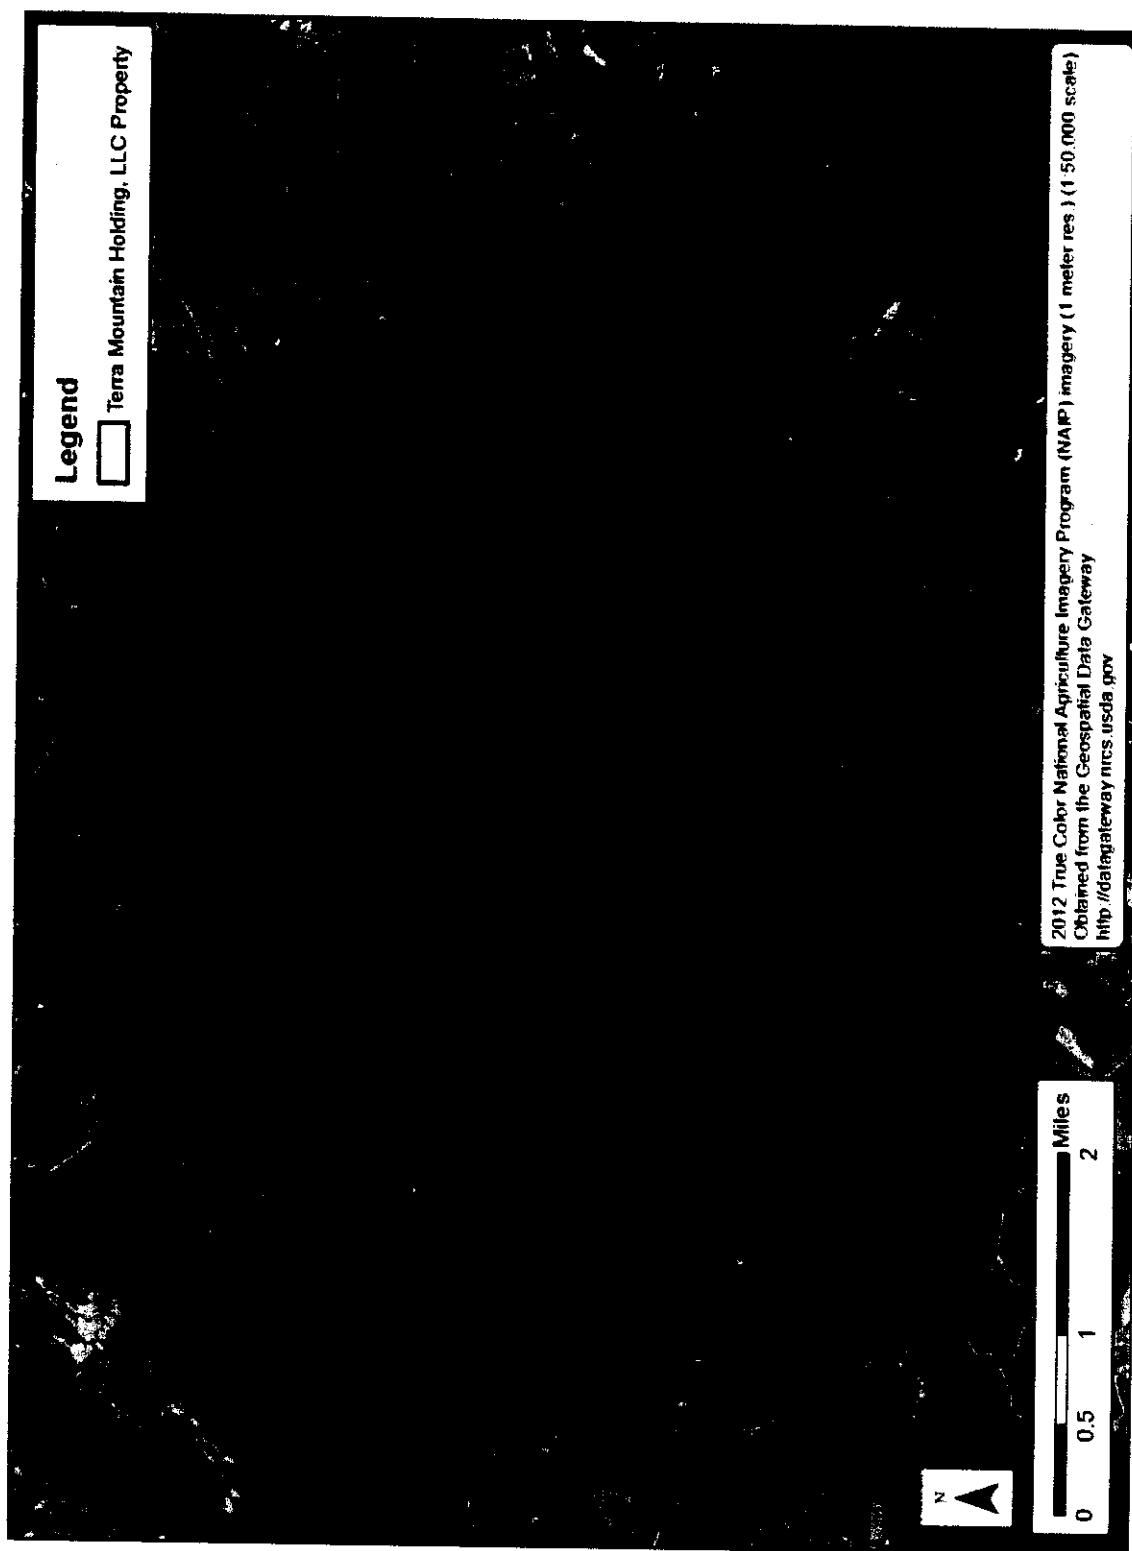 Legend
Terra Mountain Holding, LLC Property
N
0 0.5 1 2
Miles
2012 True Color National Agriculture Imagery Program (NAIP) imagery (1 meter res.) (1:50,000 scale)
Obtained from the Geospatial Data Gateway
http://datagateway.nrcs.usda.gov